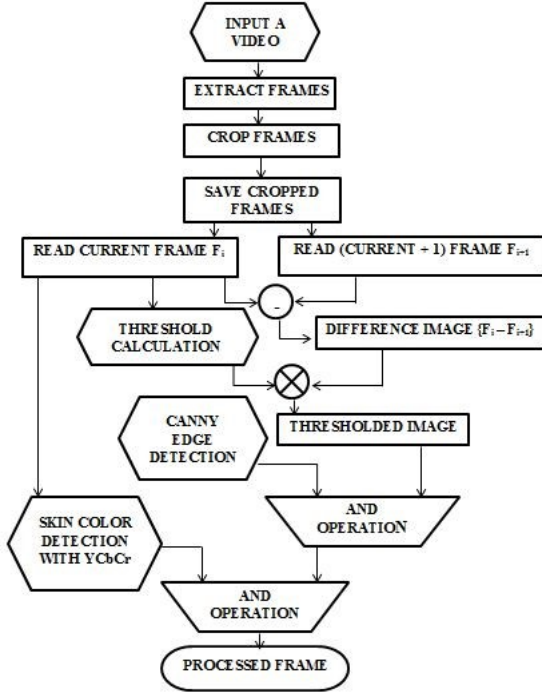 INPUT A
VIDEO
EXTRACT FRAMES
CROP FRAMES
SAVE CROPPED
FRAMES
READ CURRENT FRAME Fᵢ
READ (CURRENT + 1) FRAME Fᵢ₊₁
-
THRESHOLD
CALCULATION
DIFFERENCE IMAGE {Fᵢ – Fᵢ₊₁}
CANNY
EDGE
DETECTION
THRESHOLDED IMAGE
AND
OPERATION
SKIN COLOR
DETECTION
WITH YCbCr
AND
OPERATION
PROCESSED FRAME